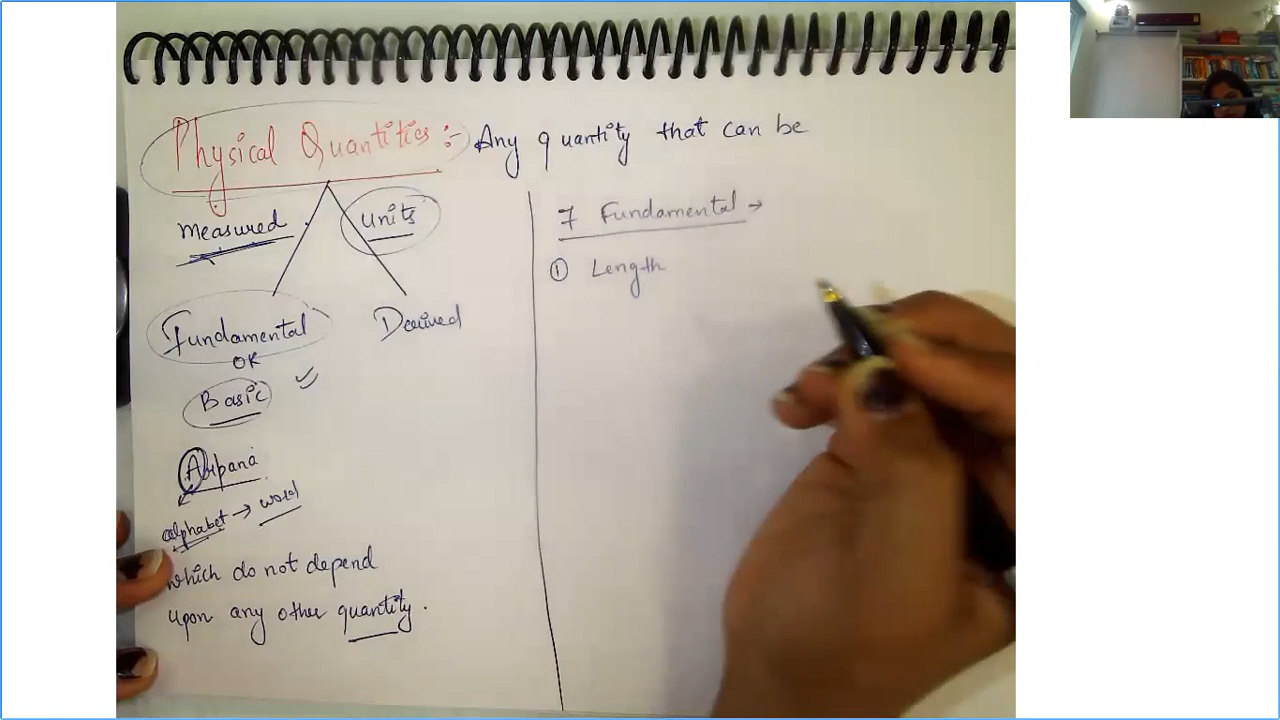 Physical Quantities :- Any quantity that can be
measured
units
Fundamental
OR
Basic
Derived
Arpana
alphabet → word
which do not depend
upon any other quantity.
7 Fundamental →
① Length